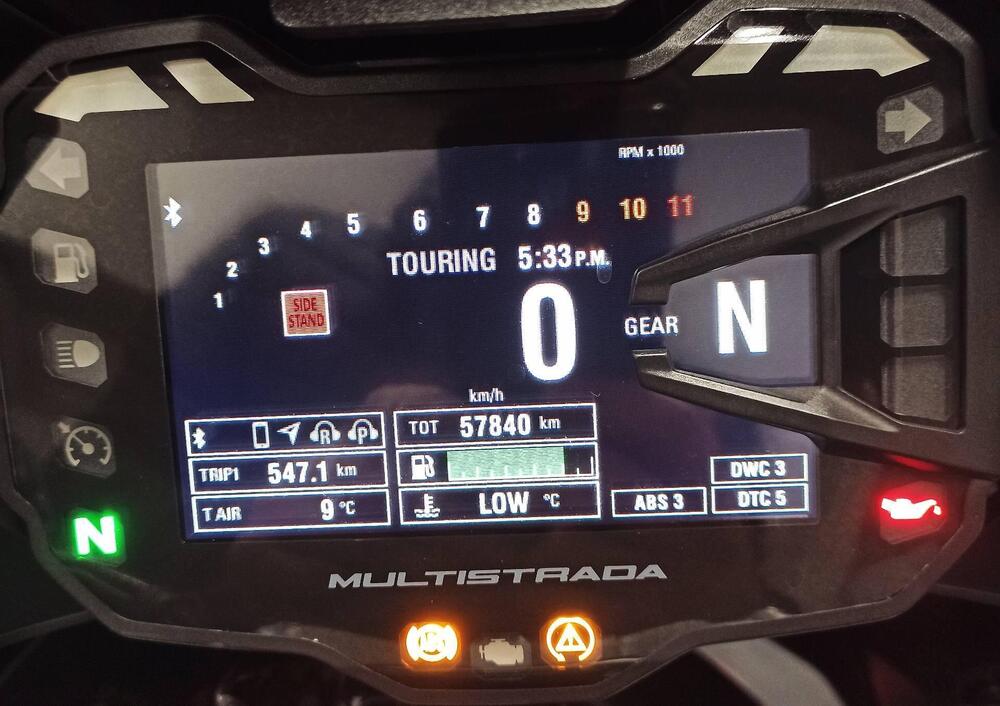 RPM x 1000
1 2 3 4 5 6 7 8 9 10 11
TOURING 5:33 P.M.
SIDE
STAND
0
km/h
GEAR N
R P
TOT 57840 km
TRIP1 547.1 km
T AIR 9 °C
LOW °C
DWC 3
ABS 3 DTC 5
N
MULTISTRADA